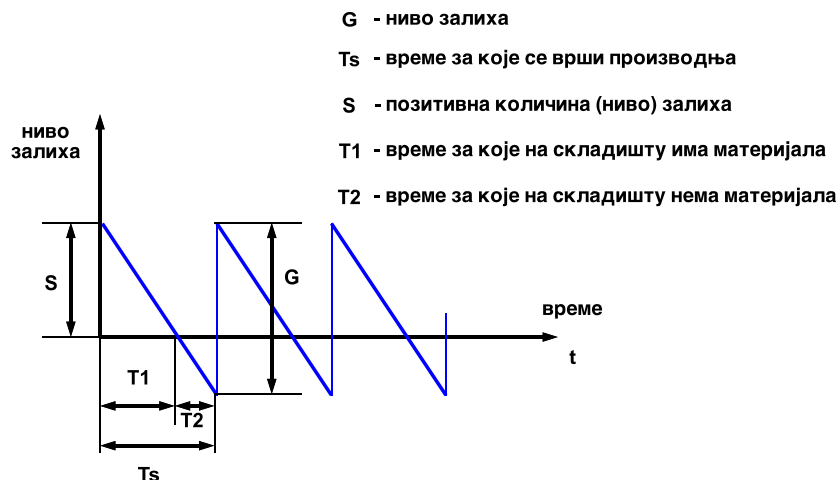 G - ниво залиха
Ts - време за које се врши производња
S - позитивна количина (ниво) залиха
T1 - време за које на складишту има материјала
T2 - време за које на складишту нема материјала
ниво
залиха
S
G
време
t
T1
T2
Ts